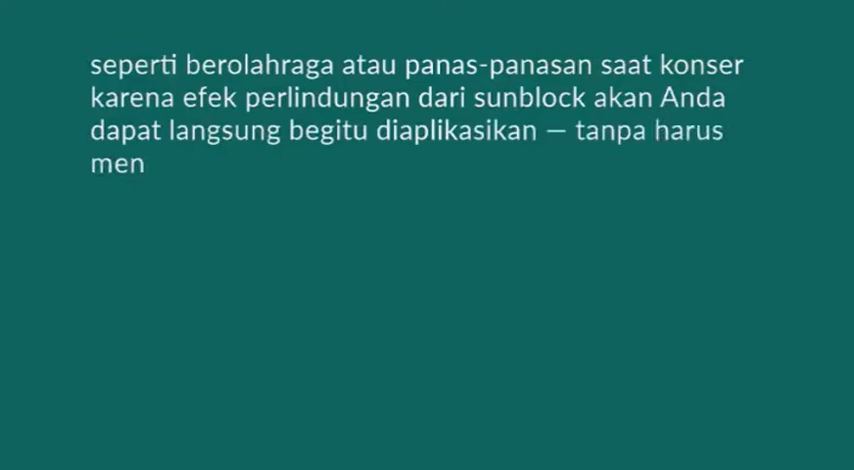 seperti berolahraga atau panas-panasan saat konser
karena efek perlindungan dari sunblock akan Anda
dapat langsung begitu diaplikasikan — tanpa harus
men